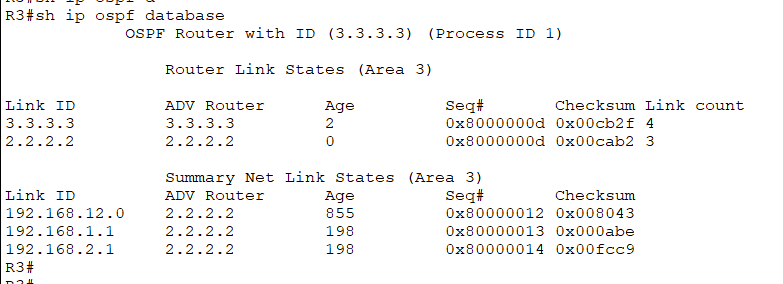 R3#sh ip ospf d
R3#sh ip ospf database
OSPF Router with ID (3.3.3.3) (Process ID 1)
Router Link States (Area 3)
Link ID ADV Router Age Seq# Checksum Link count
3.3.3.3 3.3.3.3 2 0x8000000d 0x00cb2f 4
2.2.2.2 2.2.2.2 0 0x8000000d 0x00cab2 3
Summary Net Link States (Area 3)
Link ID ADV Router Age Seq# Checksum
192.168.12.0 2.2.2.2 855 0x80000012 0x008043
192.168.1.1 2.2.2.2 198 0x80000013 0x000abe
192.168.2.1 2.2.2.2 198 0x80000014 0x00fcc9
R3#
R3#